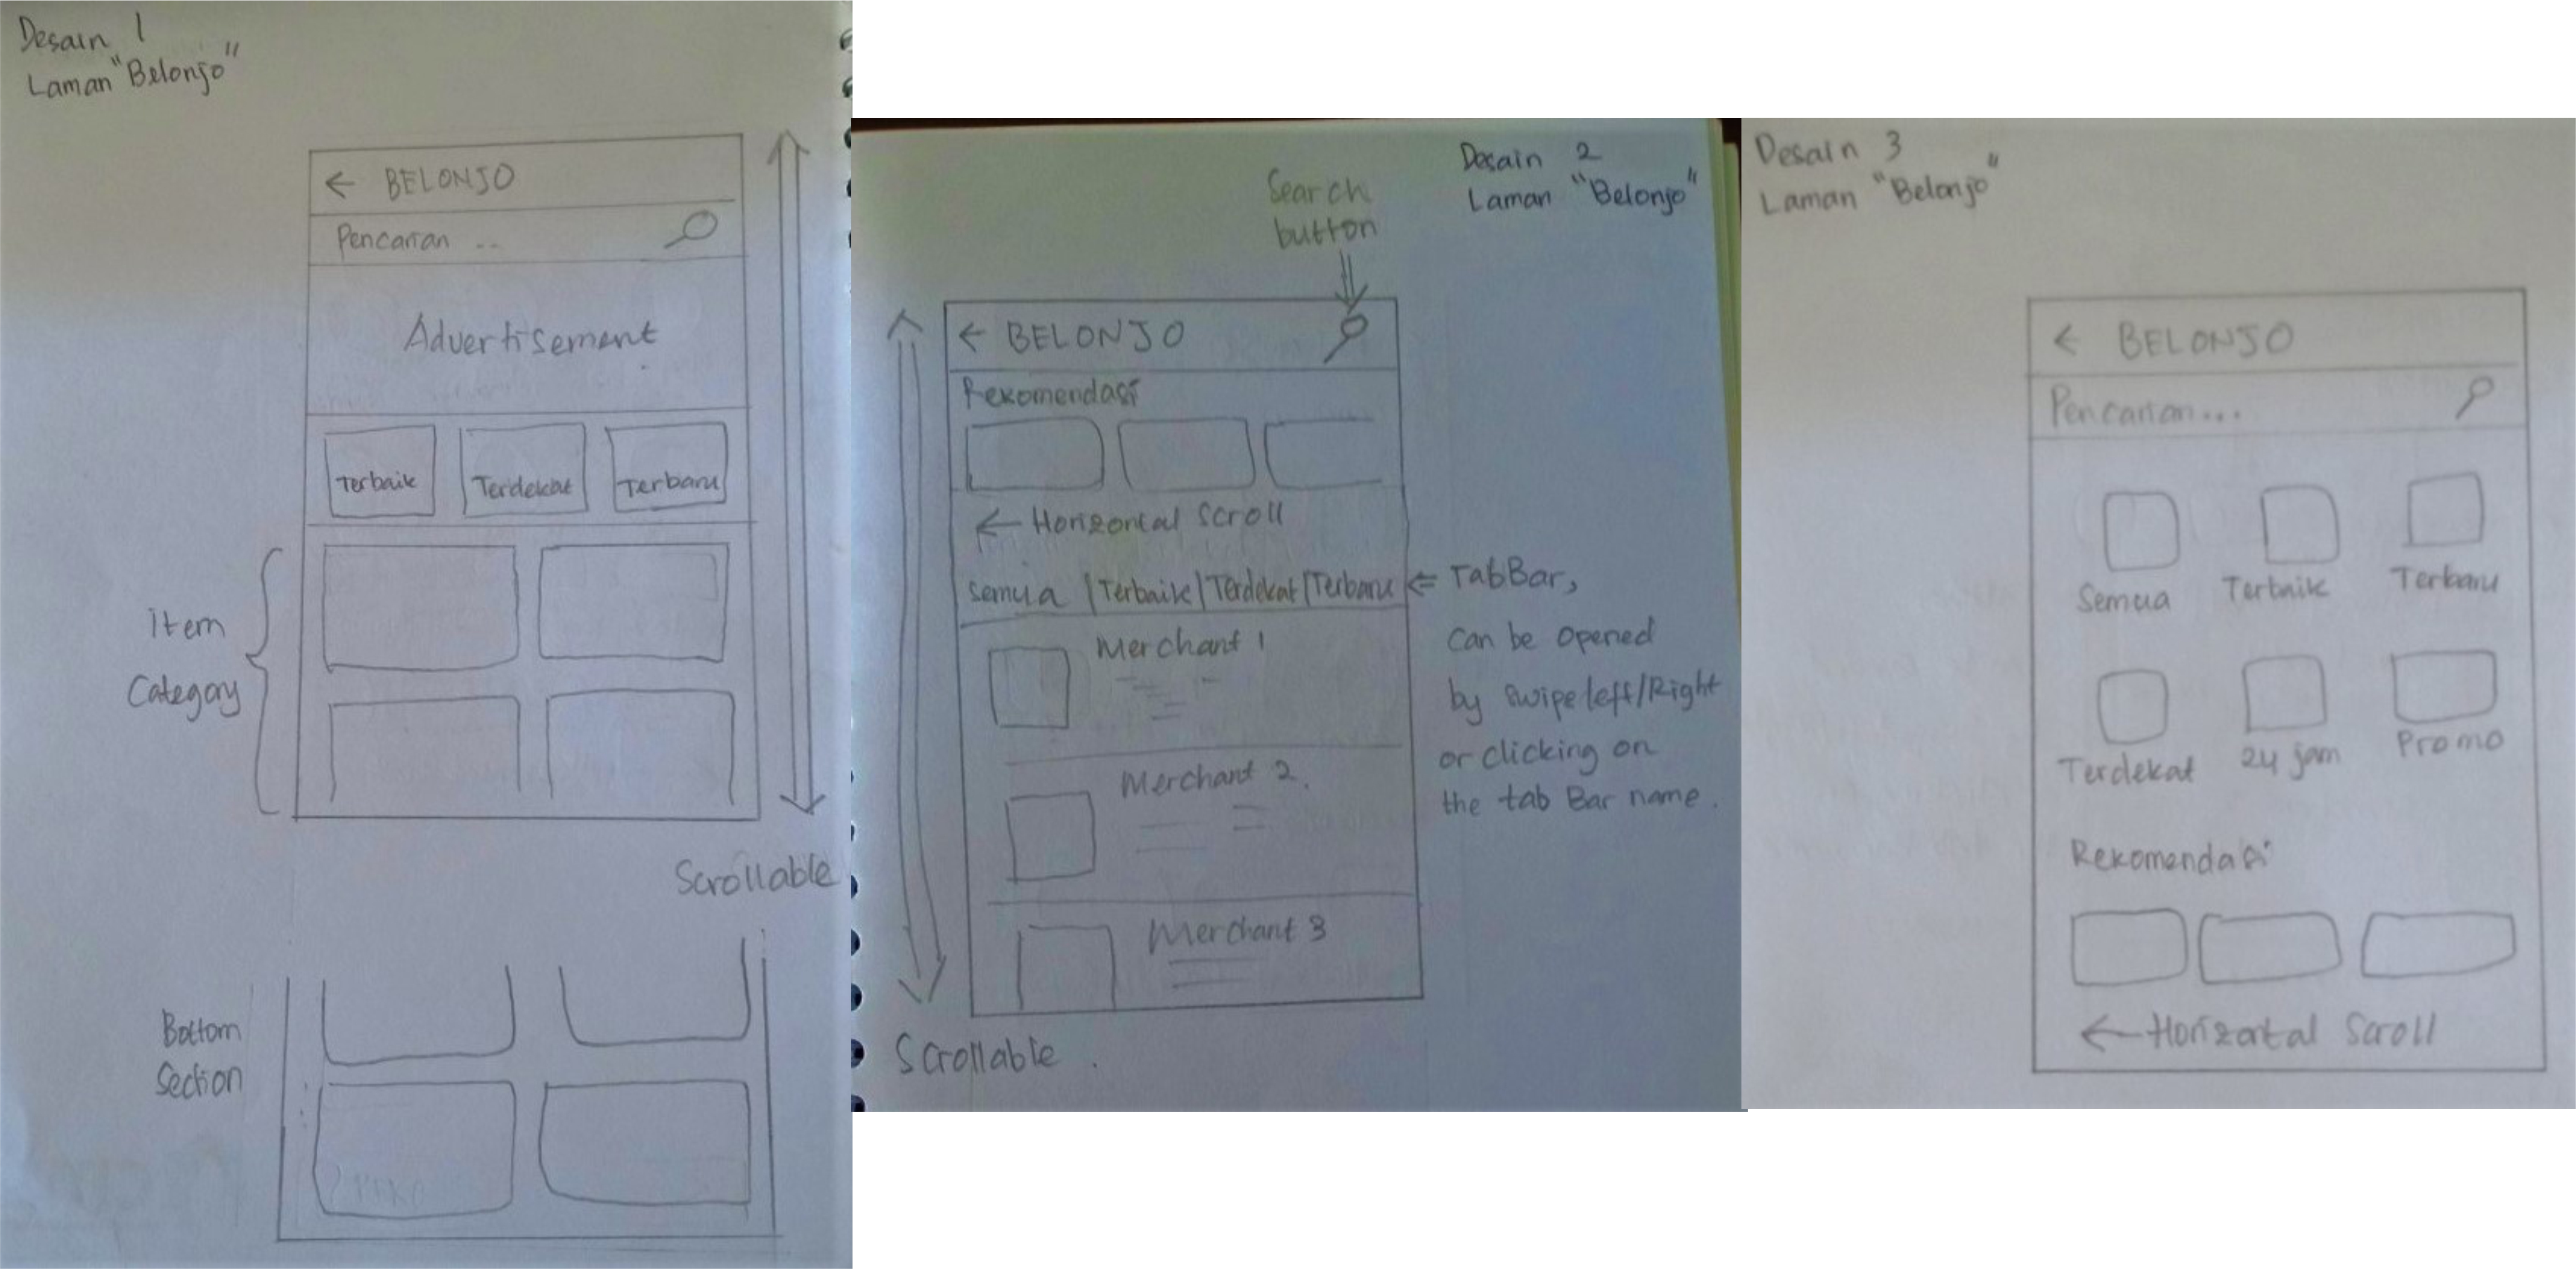 Desain 1
Laman "Belonjo"
← BELONJO
Pencarian ..
Advertisement
Terbaik
Terdekat
Terbaru
Item
Category
Scrollable
Bottom
Section
Desain 2
Laman "Belonjo"
Search
button
← BELONJO
Rekomendasi
← Horizontal Scroll
Semua | Terbaik | Terdekat | Terbaru ⇐ TabBar,
Can be opened
by swipe left/Right
or clicking on
the tab Bar name.
Merchant 1
Merchant 2.
Merchant 3
Scrollable .
Desain 3
Laman "Belanjo"
← BELONJO
Pencarian...
Semua
Terbaik
Terbaru
Terdekat
24 jam
Promo
Rekomendasi
← Horizontal Scroll